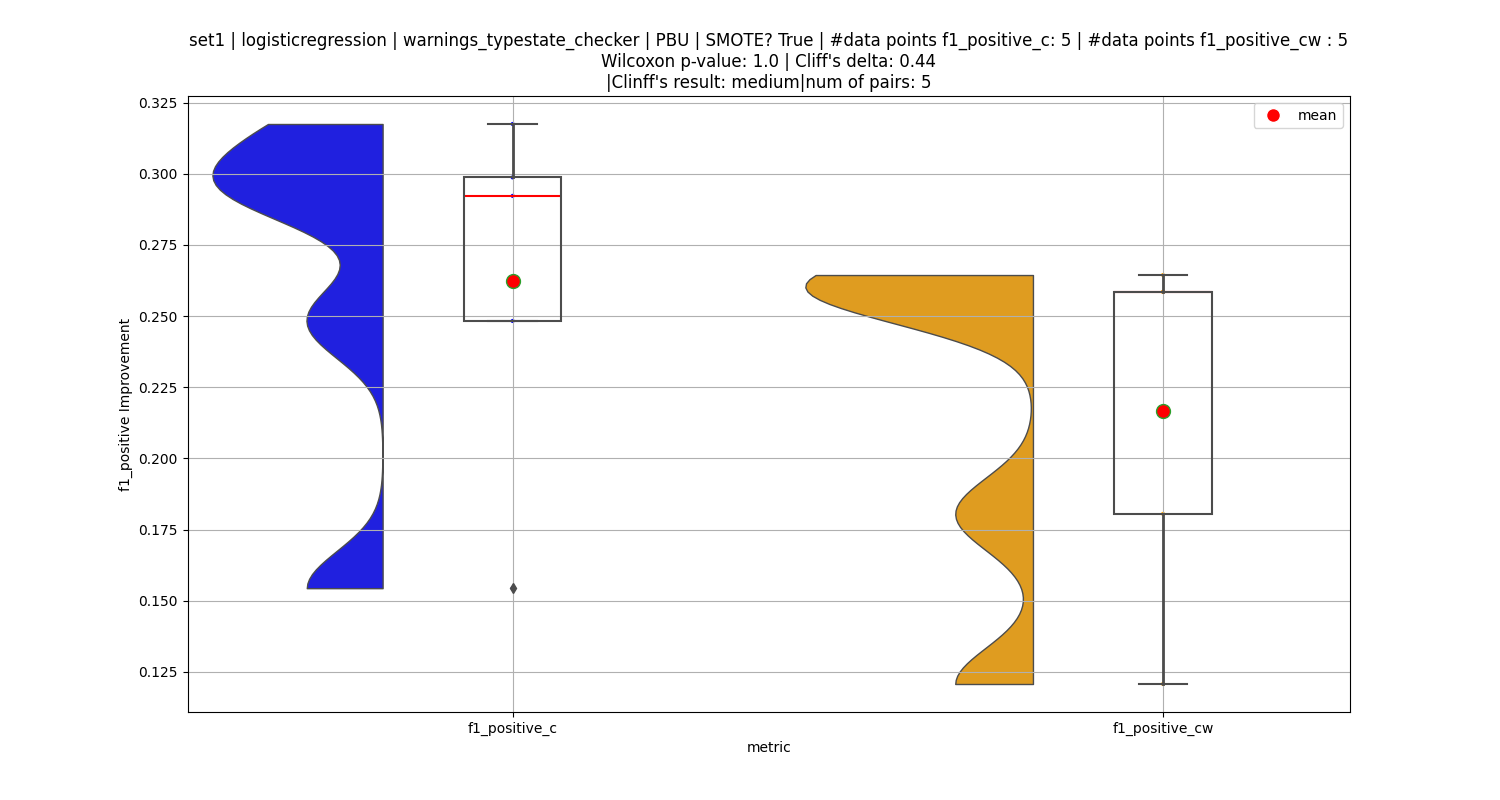 set1 | logisticregression | warnings_typestate_checker | PBU | SMOTE? True | #data points f1_positive_c: 5 | #data points f1_positive_cw : 5
Wilcoxon p-value: 1.0 | Cliff's delta: 0.44
|Clinff's result: medium|num of pairs: 5
mean
0.325
0.300
0.275
0.250
0.225
0.200
0.175
0.150
0.125
f1_positive Improvement
f1_positive_c
f1_positive_cw
metric